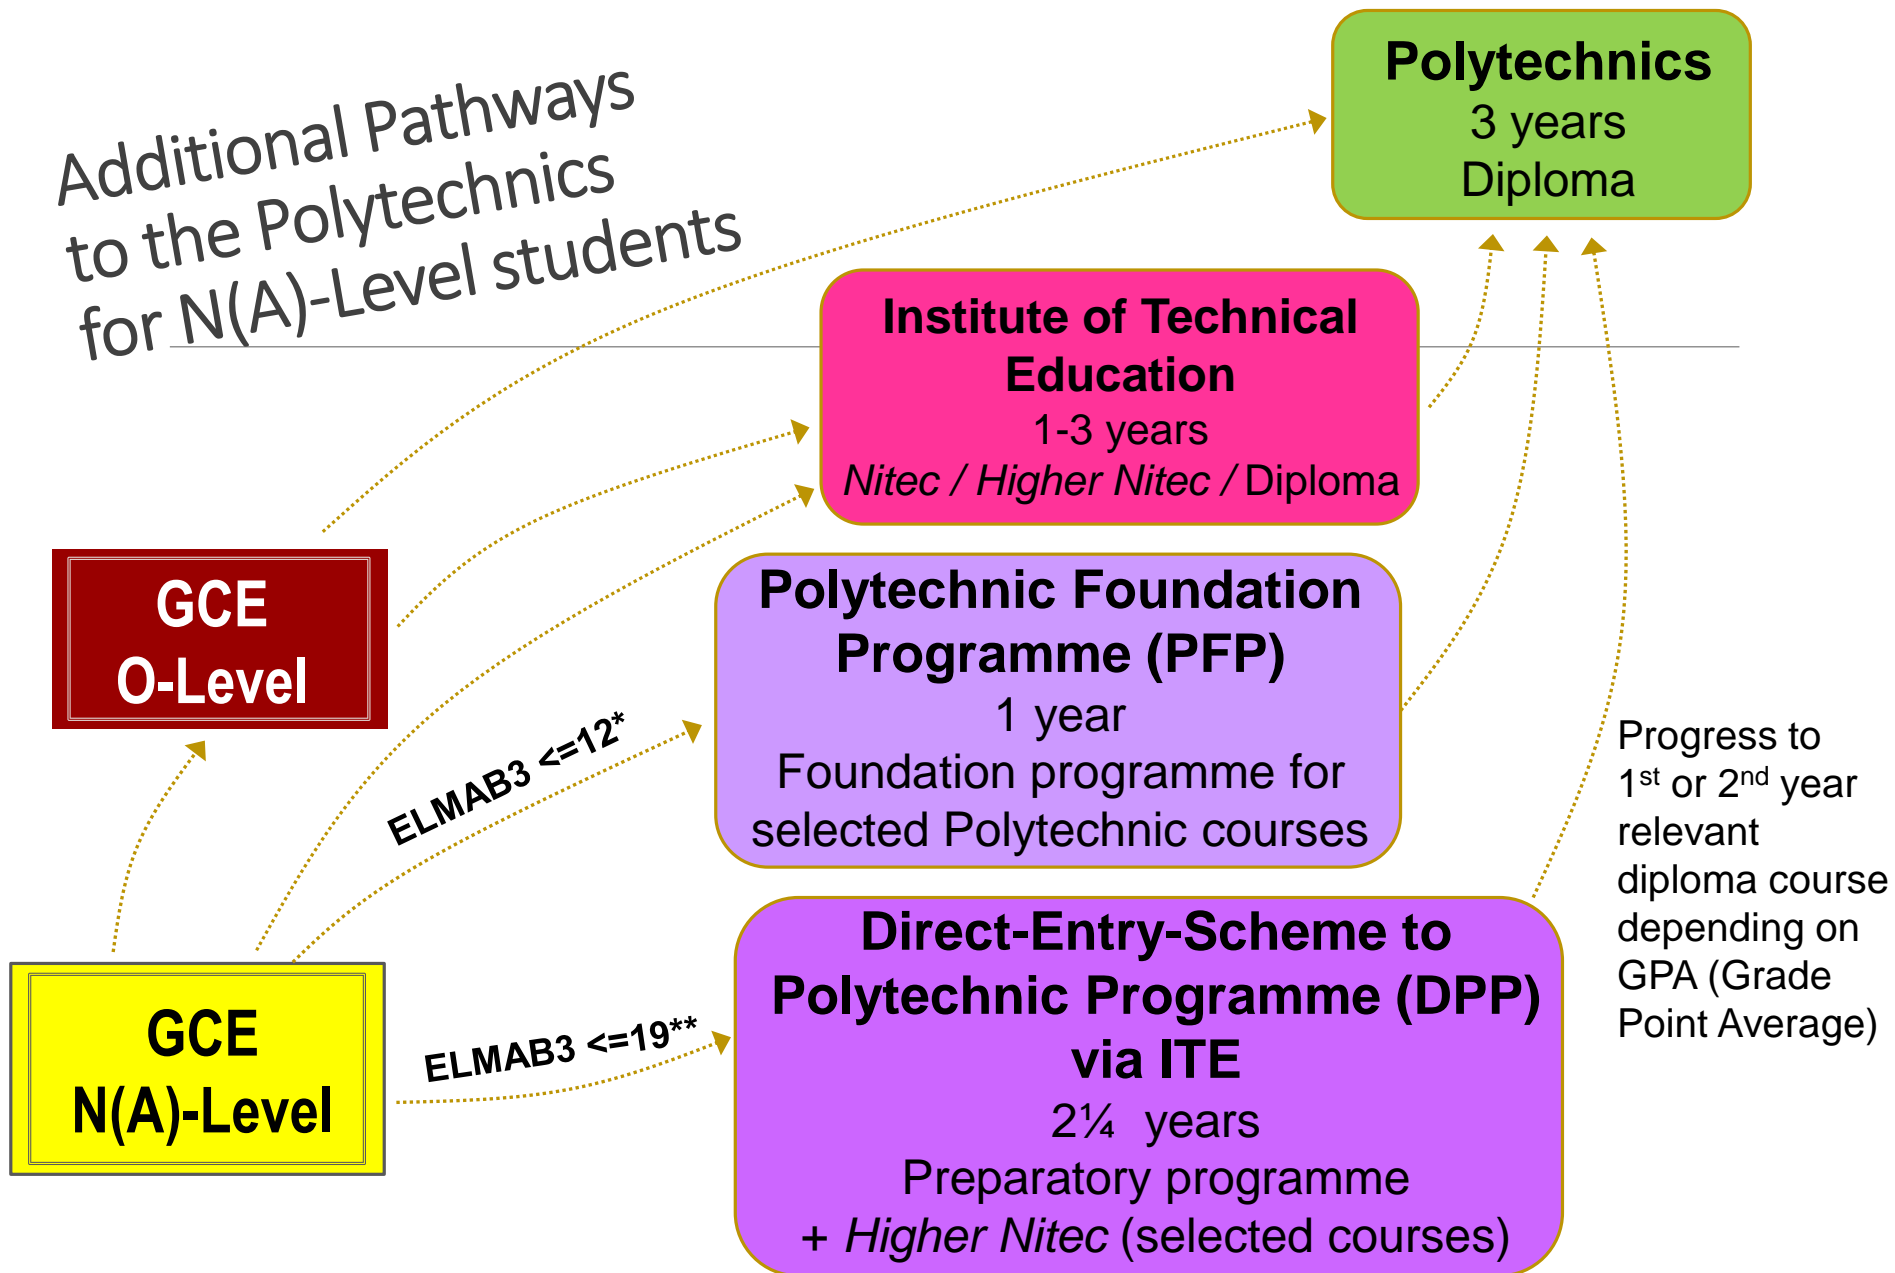 Additional Pathways
to the Polytechnics
for N(A)-Level students
Polytechnics
3 years
Diploma
Institute of Technical
Education
1-3 years
Nitec / Higher Nitec / Diploma
GCE
O-Level
Polytechnic Foundation
Programme (PFP)
1 year
Foundation programme for
selected Polytechnic courses
ELMAB3 <=12*
Progress to
1st or 2nd year
relevant
diploma course
depending on
GPA (Grade
Point Average)
GCE
N(A)-Level
ELMAB3 <=19**
Direct-Entry-Scheme to
Polytechnic Programme (DPP)
via ITE
2¼ years
Preparatory programme
+ Higher Nitec (selected courses)